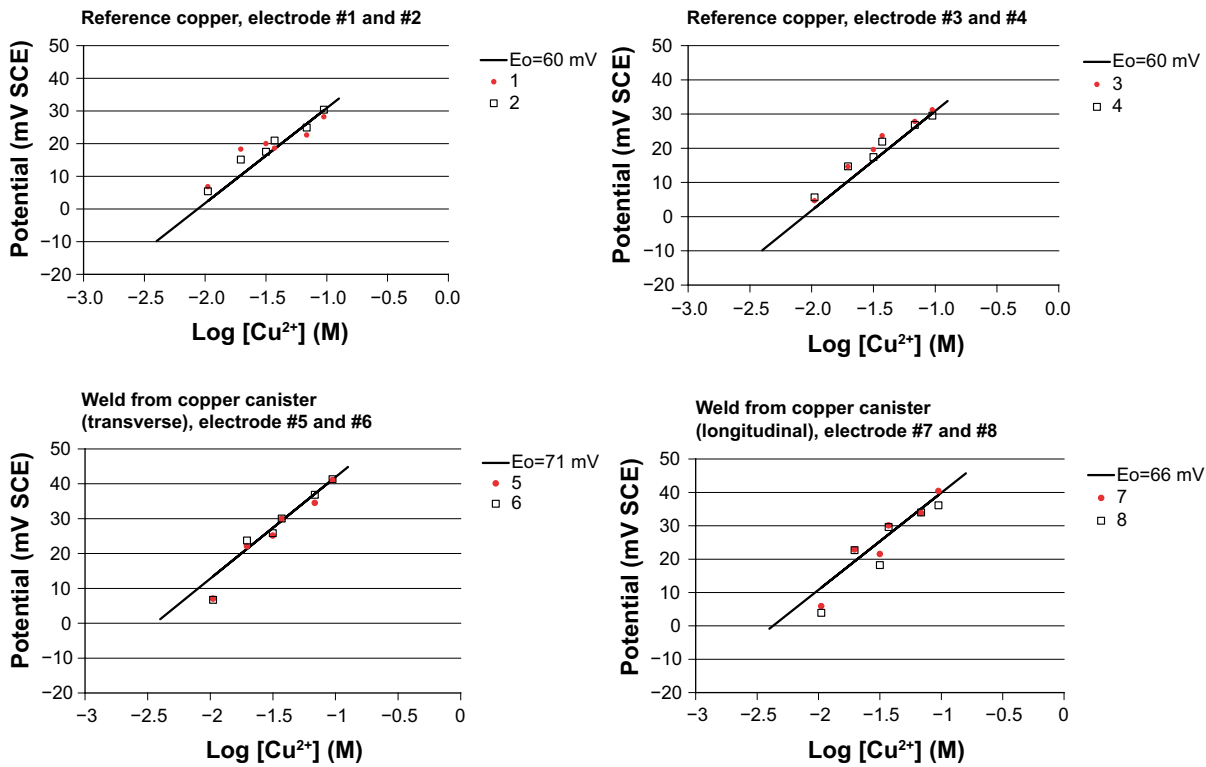 Reference copper, electrode #1 and #2
50
40
30
20
10
0
−10
−20
Potential (mV SCE)
−3.0 −2.5 −2.0 −1.5 −1.0 −0.5 0.0
Log [Cu²⁺] (M)
Eo=60 mV
1
2
Reference copper, electrode #3 and #4
50
40
30
20
10
0
−10
−20
Potential (mV SCE)
−3.0 −2.5 −2.0 −1.5 −1.0 −0.5 0.0
Log [Cu²⁺] (M)
Eo=60 mV
3
4
Weld from copper canister
(transverse), electrode #5 and #6
50
40
30
20
10
0
−10
−20
Potential (mV SCE)
−3 −2.5 −2 −1.5 −1 −0.5 0
Log [Cu²⁺] (M)
Eo=71 mV
5
6
Weld from copper canister
(longitudinal), electrode #7 and #8
50
40
30
20
10
0
−10
−20
Potential (mV SCE)
−3 −2.5 −2 −1.5 −1 −0.5 0
Log [Cu²⁺] (M)
Eo=66 mV
7
8